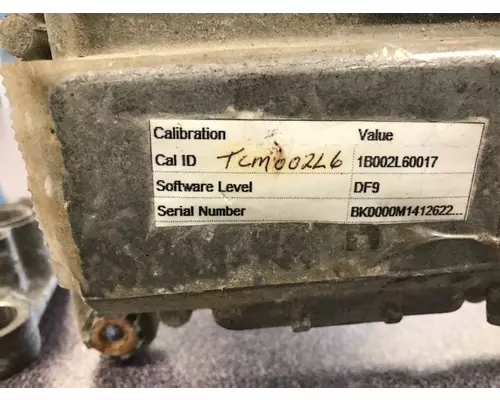 Calibration Value
Cal ID TCM002L6 1B002L60017
Software Level DF9
Serial Number BK0000M1412622...